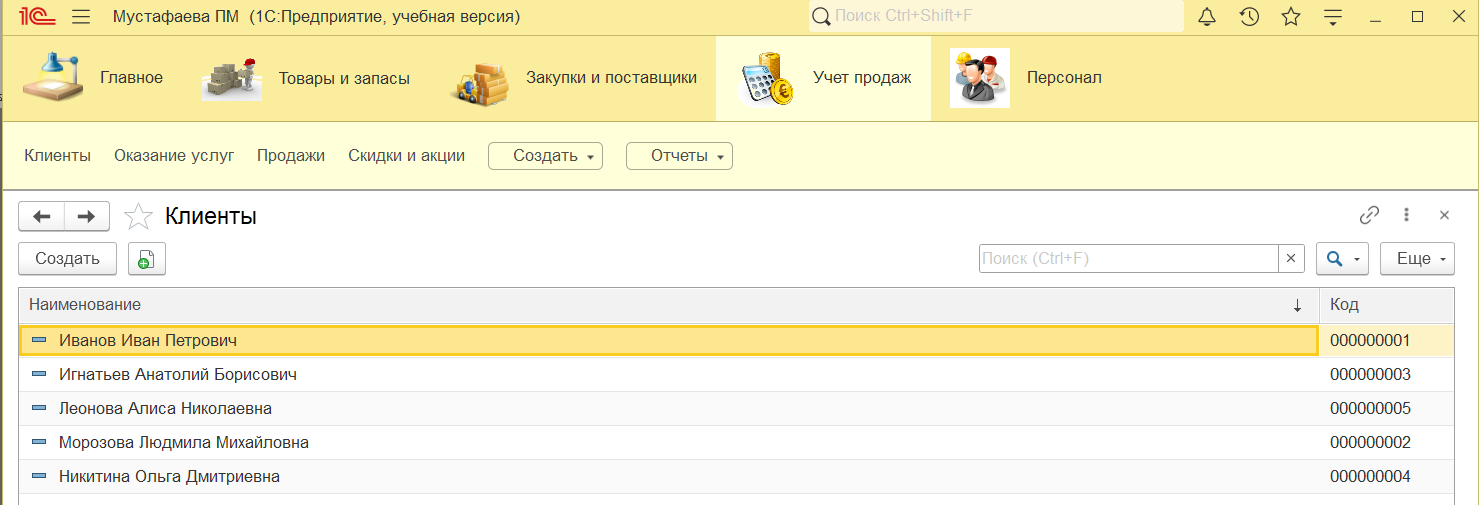 1С Мустафаева ПМ (1С:Предприятие, учебная версия) Поиск Ctrl+Shift+F
Главное Товары и запасы Закупки и поставщики Учет продаж Персонал
Клиенты Оказание услуг Продажи Скидки и акции Создать Отчеты
Клиенты
Создать Поиск (Ctrl+F) Еще
Наименование Код
Иванов Иван Петрович 000000001
Игнатьев Анатолий Борисович 000000003
Леонова Алиса Николаевна 000000005
Морозова Людмила Михайловна 000000002
Никитина Ольга Дмитриевна 000000004